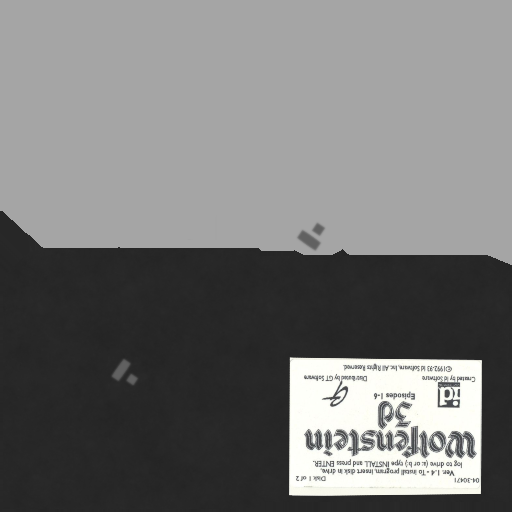 04-30471 Disk 1 of 2
Ver. 1.4 - To Install program, insert disk in drive,
log to drive (a: or b:) type INSTALL and press ENTER.
Wolfenstein
3d
Episodes 1-6
id
Created by id Software Distributed by GT Software
©1992-93 id Software, Inc. All Rights Reserved.